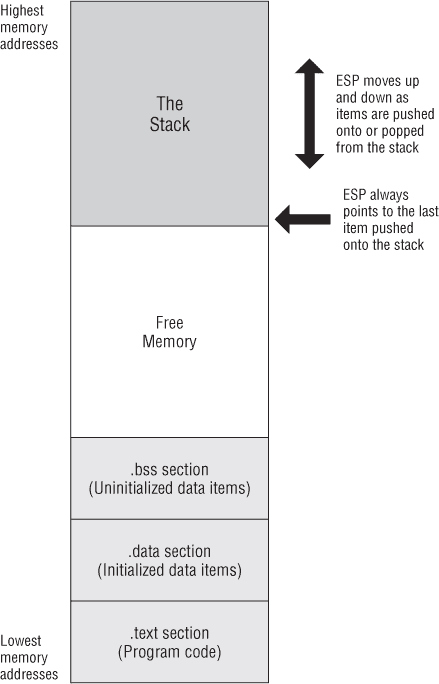 Highest
memory
addresses
The
Stack
ESP moves up
and down as
items are pushed
onto or popped
from the stack
ESP always
points to the last
item pushed
onto the stack
Free
Memory
.bss section
(Uninitialized data items)
.data section
(Initialized data items)
.text section
(Program code)
Lowest
memory
addresses